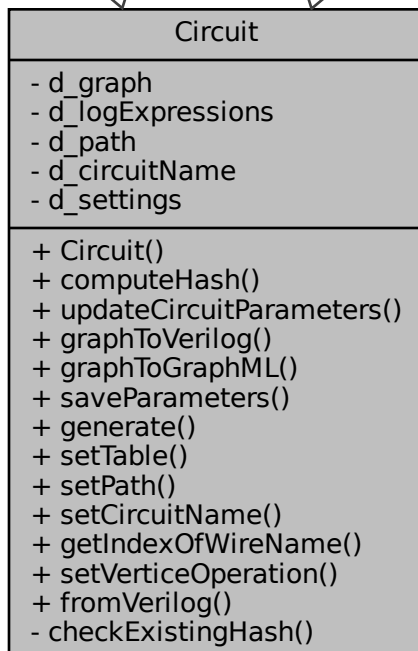 Circuit
- d_graph
- d_logExpressions
- d_path
- d_circuitName
- d_settings
+ Circuit()
+ computeHash()
+ updateCircuitParameters()
+ graphToVerilog()
+ graphToGraphML()
+ saveParameters()
+ generate()
+ setTable()
+ setPath()
+ setCircuitName()
+ getIndexOfWireName()
+ setVerticeOperation()
+ fromVerilog()
- checkExistingHash()